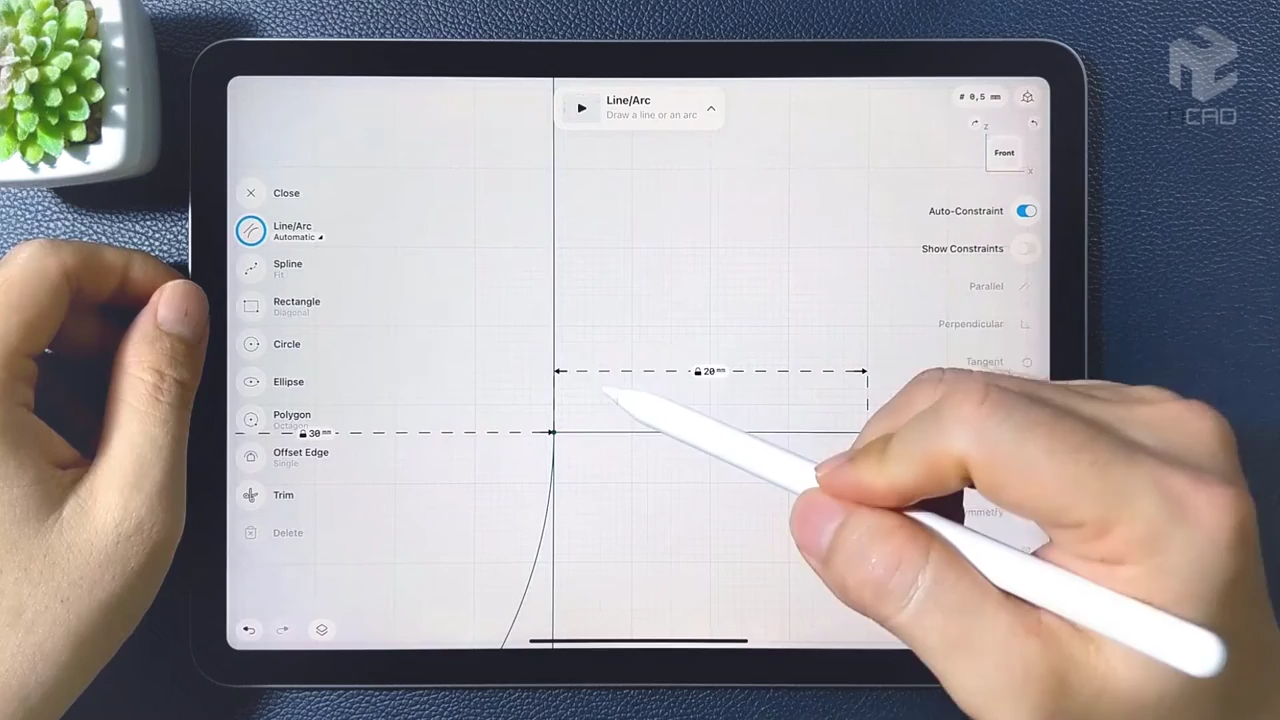 CAD
Line/Arc
Draw a line or an arc
# 0,5 mm
Z
Front
X
Close
Line/Arc
Automatic
Spline
Fit
Rectangle
Diagonal
Circle
Ellipse
Polygon
Octagon
30 mm
Offset Edge
Single
Trim
Delete
20 mm
Auto-Constraint
Show Constraints
Parallel
Perpendicular
Tangent